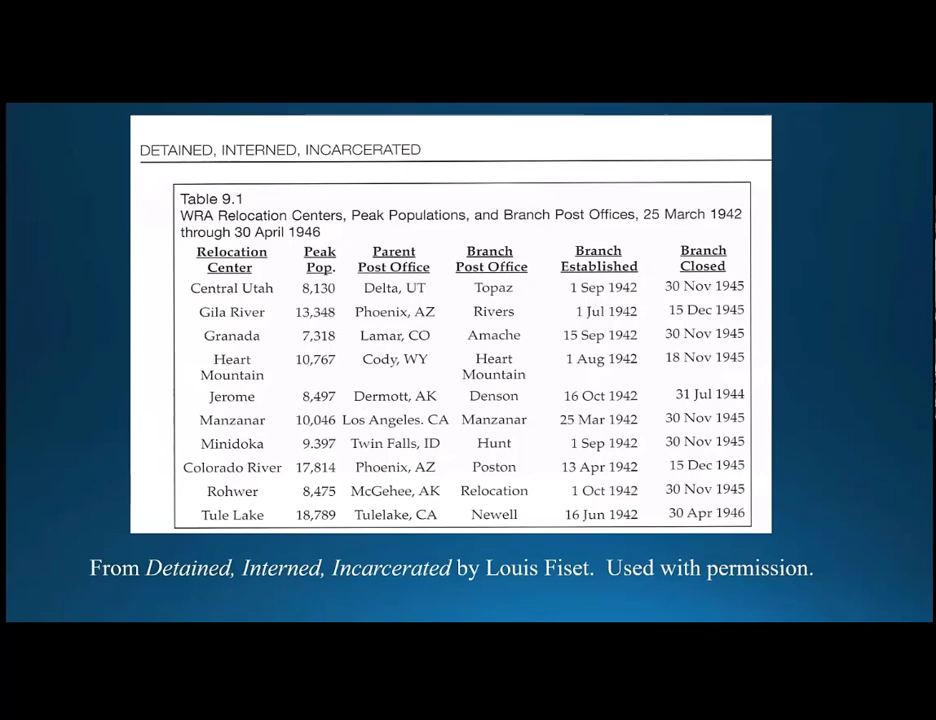 DETAINED, INTERNED, INCARCERATED
Table 9.1
WRA Relocation Centers, Peak Populations, and Branch Post Offices, 25 March 1942
through 30 April 1946
Relocation Peak Parent Branch Branch Branch
Center Pop. Post Office Post Office Established Closed
Central Utah 8,130 Delta, UT Topaz 1 Sep 1942 30 Nov 1945
Gila River 13,348 Phoenix, AZ Rivers 1 Jul 1942 15 Dec 1945
Granada 7,318 Lamar, CO Amache 15 Sep 1942 30 Nov 1945
Heart 10,767 Cody, WY Heart 1 Aug 1942 18 Nov 1945
Mountain Mountain
Jerome 8,497 Dermott, AK Denson 16 Oct 1942 31 Jul 1944
Manzanar 10,046 Los Angeles. CA Manzanar 25 Mar 1942 30 Nov 1945
Minidoka 9.397 Twin Falls, ID Hunt 1 Sep 1942 30 Nov 1945
Colorado River 17,814 Phoenix, AZ Poston 13 Apr 1942 15 Dec 1945
Rohwer 8,475 McGehee, AK Relocation 1 Oct 1942 30 Nov 1945
Tule Lake 18,789 Tulelake, CA Newell 16 Jun 1942 30 Apr 1946
From Detained, Interned, Incarcerated by Louis Fiset. Used with permission.